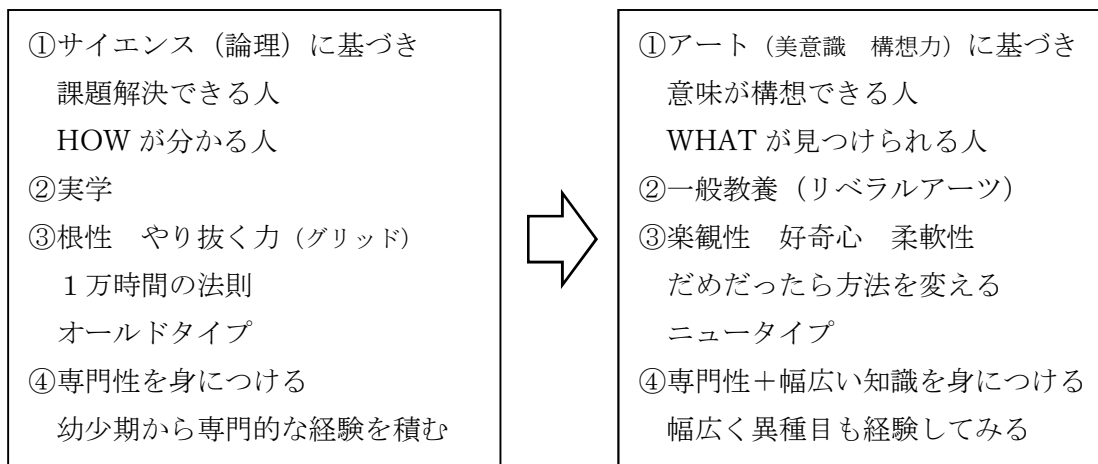 ①サイエンス（論理）に基づき
課題解決できる人
HOW が分かる人
②実学
③根性　やり抜く力（グリッド）
１万時間の法則
オールドタイプ
④専門性を身につける
幼少期から専門的な経験を積む
①アート（美意識　構想力）に基づき
意味が構想できる人
WHAT が見つけられる人
②一般教養（リベラルアーツ）
③楽観性　好奇心　柔軟性
だめだったら方法を変える
ニュータイプ
④専門性＋幅広い知識を身につける
幅広く異種目も経験してみる